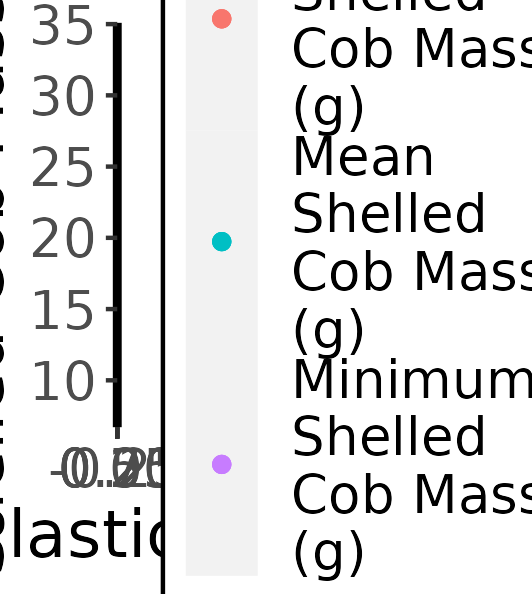 35
30
25
20
15
10
Shelled
Cob Mass
(g)
Mean
Shelled
Cob Mass
(g)
Minimum
Shelled
Cob Mass
(g)